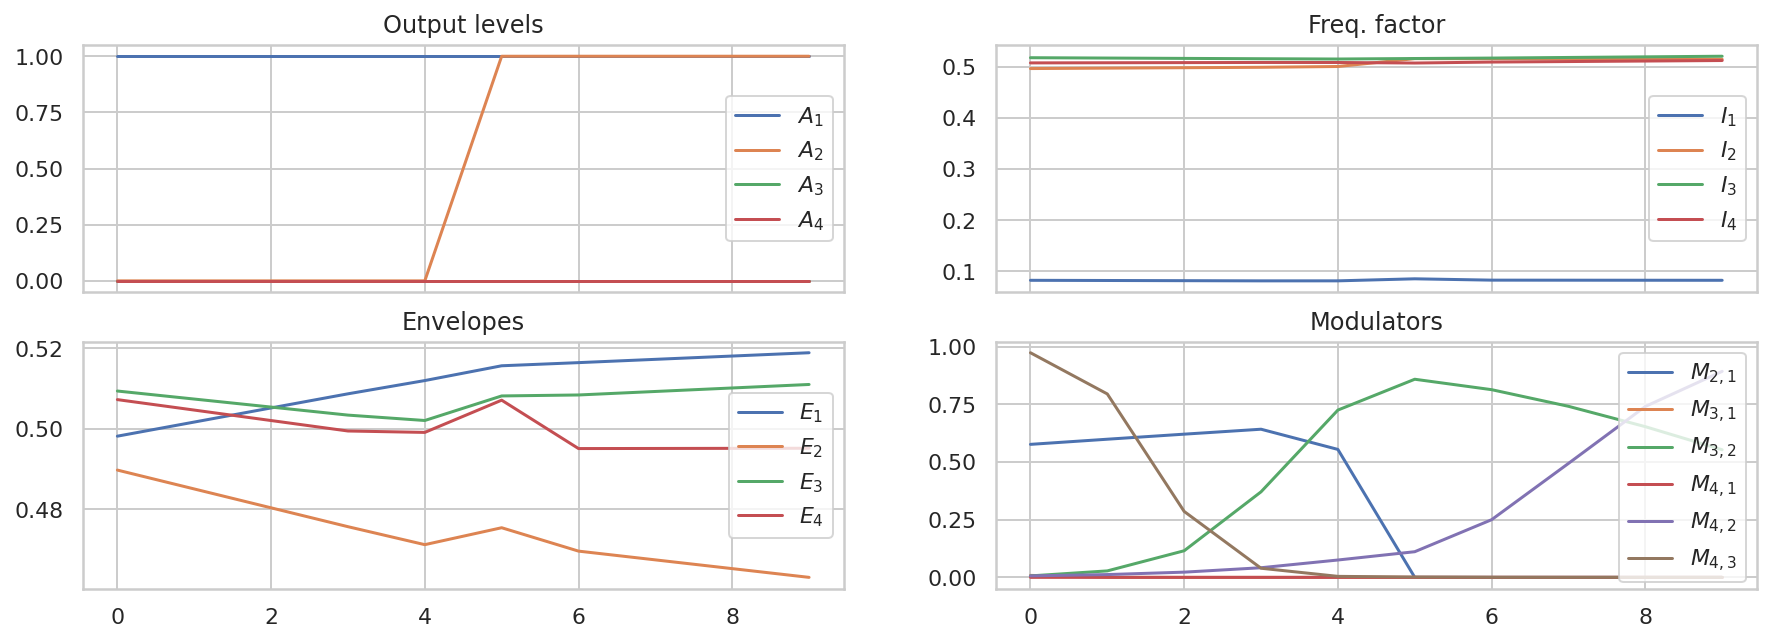 Output levels
1.00
0.75
0.50
0.25
0.00
A1
A2
A3
A4
Freq. factor
0.5
0.4
0.3
0.2
0.1
I1
I2
I3
I4
Envelopes
0.52
0.50
0.48
E1
E2
E3
E4
0 2 4 6 8
Modulators
1.00
0.75
0.50
0.25
0.00
M2,1
M3,1
M3,2
M4,1
M4,2
M4,3
0 2 4 6 8